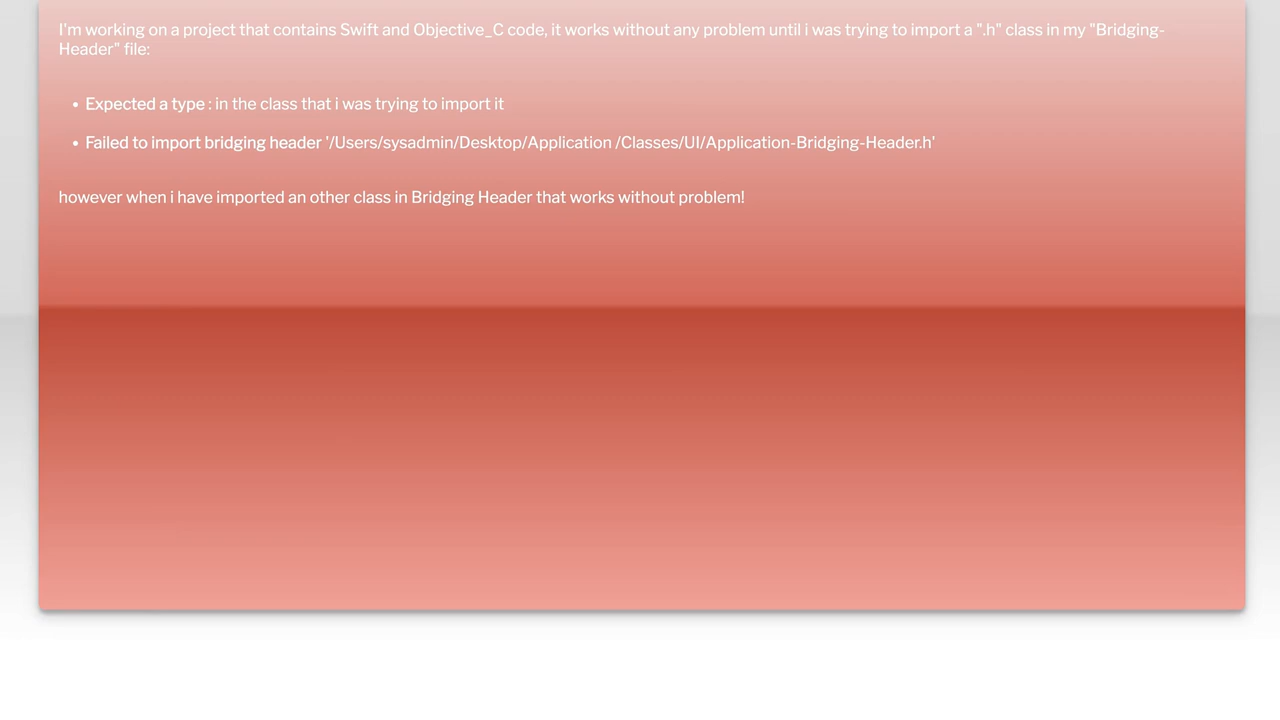 I'm working on a project that contains Swift and Objective_C code, it works without any problem until i was trying to import a ".h" class in my "Bridging-
Header" file:
• Expected a type : in the class that i was trying to import it
• Failed to import bridging header '/Users/sysadmin/Desktop/Application /Classes/UI/Application-Bridging-Header.h'
however when i have imported an other class in Bridging Header that works without problem!